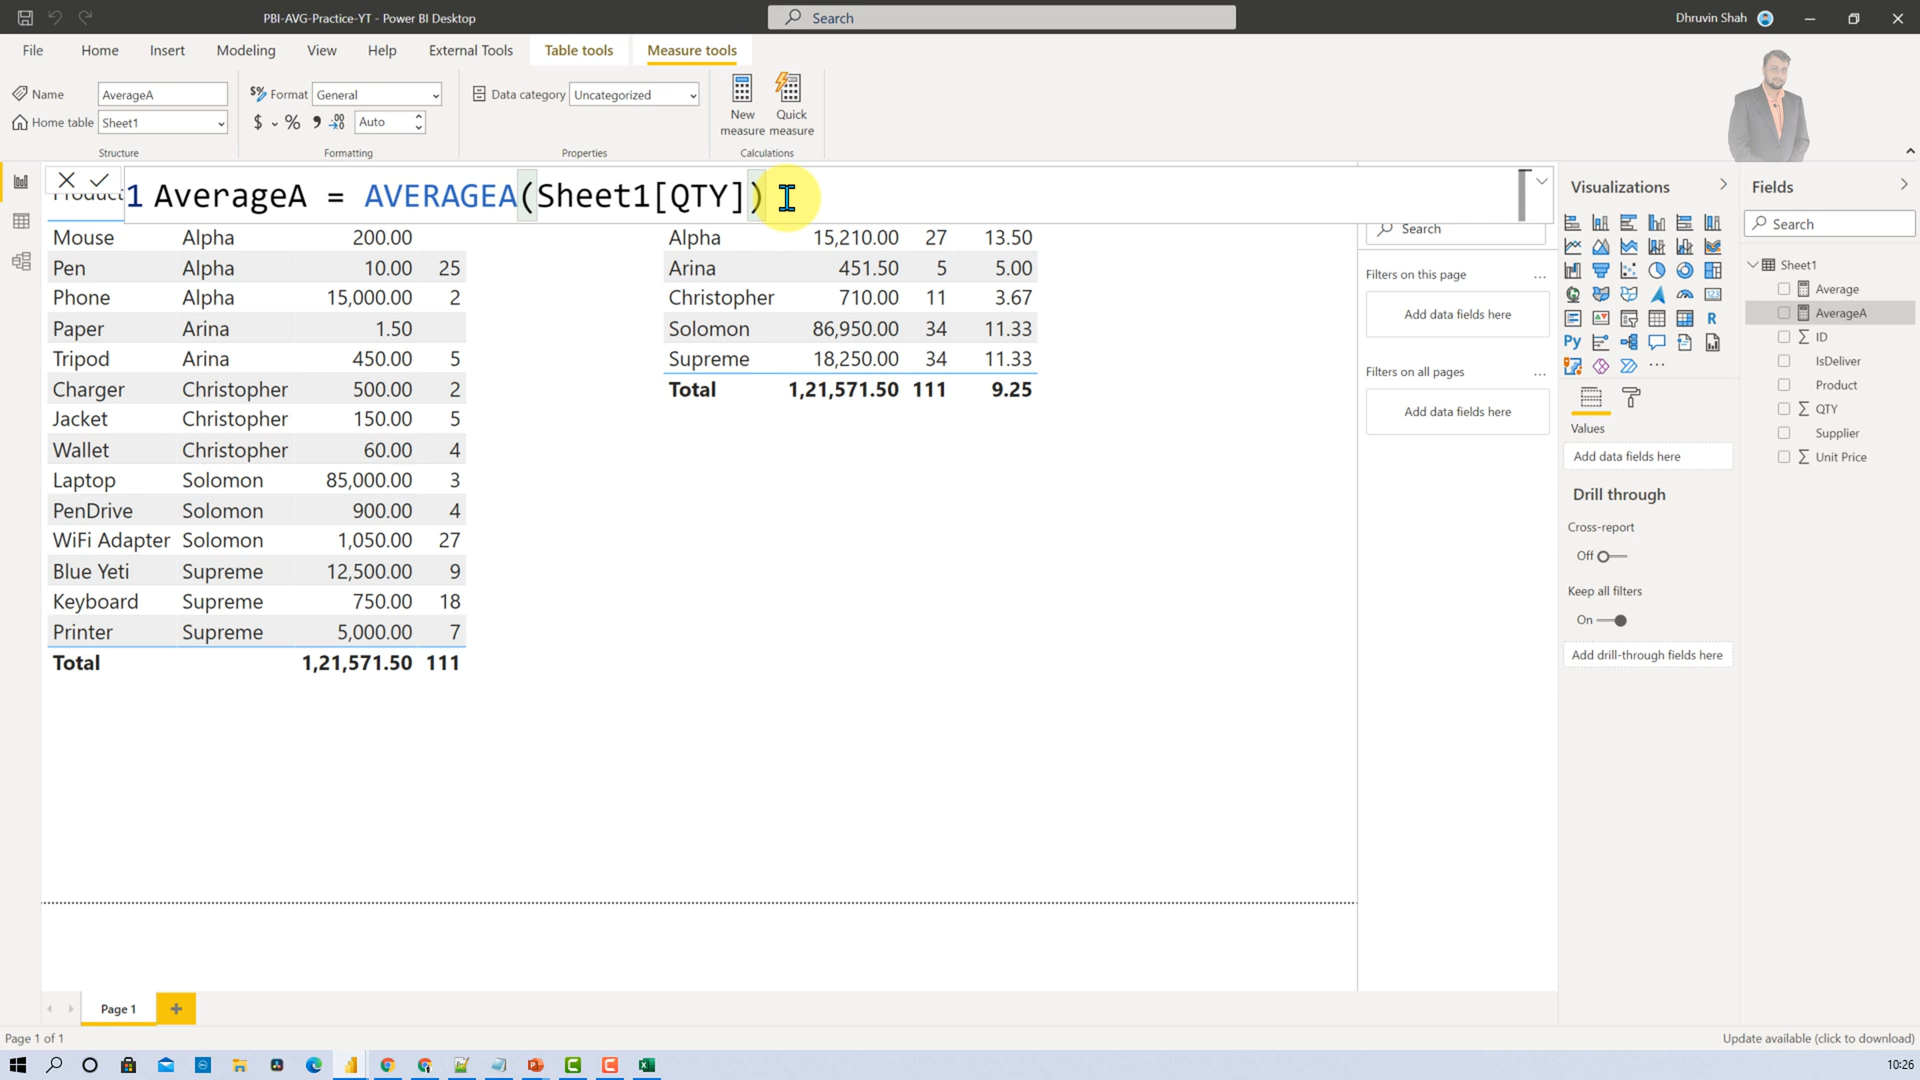 PBI-AVG-Practice-YT - Power BI Desktop
Search
Dhruvin Shah
File Home Insert Modeling View Help External Tools Table tools Measure tools
Name AverageA
Home table Sheet1
Structure
Format General
$ % 9 .00 Auto
Formatting
Data category Uncategorized
Properties
New measure
Quick measure
Calculations
1 AverageA = AVERAGEA(Sheet1[QTY])
Product
Mouse Alpha 200.00
Pen Alpha 10.00 25
Phone Alpha 15,000.00 2
Paper Arina 1.50
Tripod Arina 450.00 5
Charger Christopher 500.00 2
Jacket Christopher 150.00 5
Wallet Christopher 60.00 4
Laptop Solomon 85,000.00 3
PenDrive Solomon 900.00 4
WiFi Adapter Solomon 1,050.00 27
Blue Yeti Supreme 12,500.00 9
Keyboard Supreme 750.00 18
Printer Supreme 5,000.00 7
Total 1,21,571.50 111
Alpha 15,210.00 27 13.50
Arina 451.50 5 5.00
Christopher 710.00 11 3.67
Solomon 86,950.00 34 11.33
Supreme 18,250.00 34 11.33
Total 1,21,571.50 111 9.25
Search
Filters on this page ...
Add data fields here
Filters on all pages ...
Add data fields here
Visualizations
R
Py
...
Values
Add data fields here
Drill through
Cross-report
Off
Keep all filters
On
Add drill-through fields here
Fields
Search
Sheet1
Average
AverageA
∑ ID
IsDeliver
Product
∑ QTY
Supplier
∑ Unit Price
Page 1
+
Page 1 of 1
Update available (click to download)
10:26